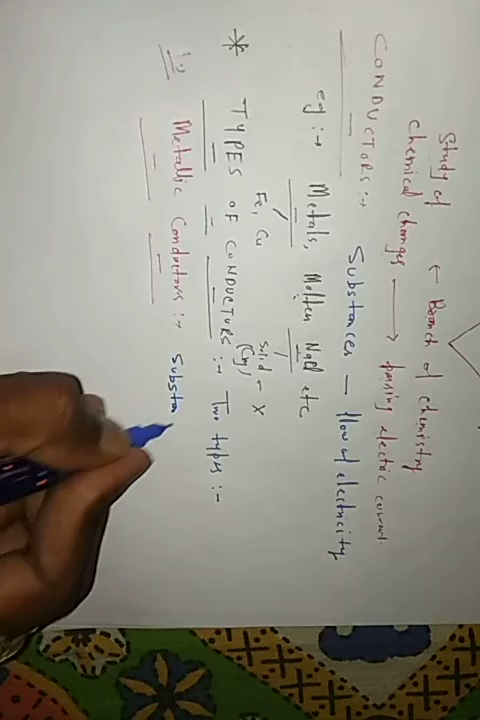 ← Branch of chemistry
Study of
chemical changes ⟶ passing electric current.
CONDUCTORS :→ Substances — flow of electricity
eg :→ Metals, Molten NaCl etc
Fe, Cu solid — X
* TYPES OF CONDUCTORS :→ Two types :–
1.) Metallic Conductors :→ Substan